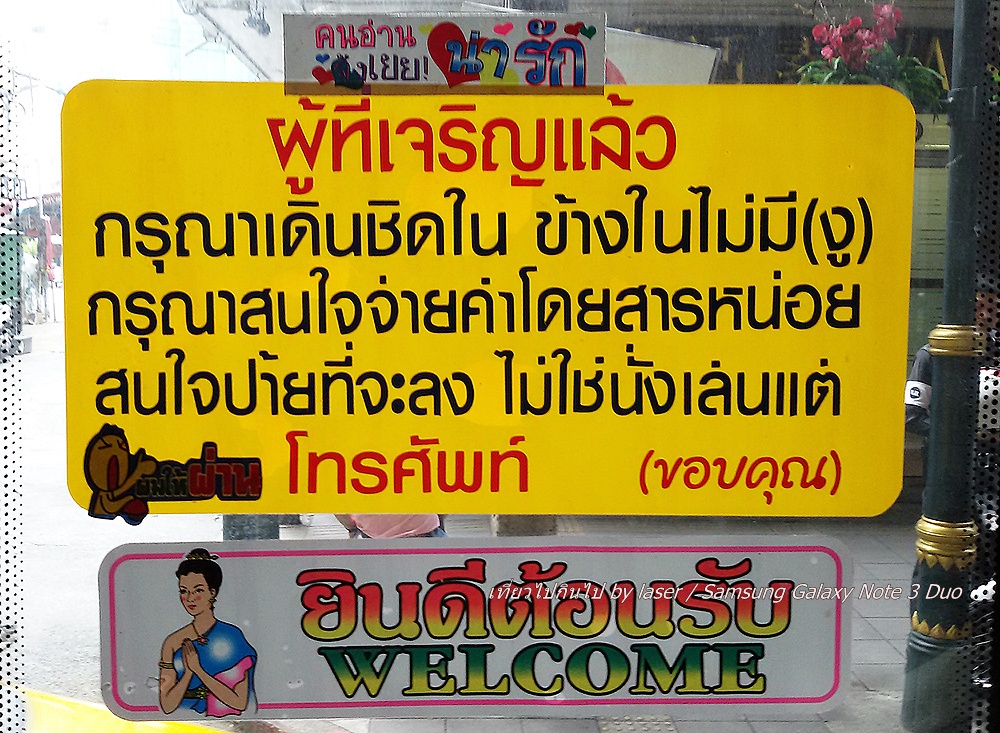 คนอ่าน
จังเยย! น่ารัก
ผู้ที่เจริญแล้ว
กรุณาเดินชิดใน ข้างในไม่มี(งู)
กรุณาสนใจจ่ายค่าโดยสารหน่อย
สนใจป้ายที่จะลง ไม่ใช่นั่งเล่นแต่
ผ่าน โทรศัพท์ (ขอบคุณ)
ยินดีต้อนรับ
เที่ยวไปกินไป by laser / Samsung Galaxy Note 3 Duo
WELCOME